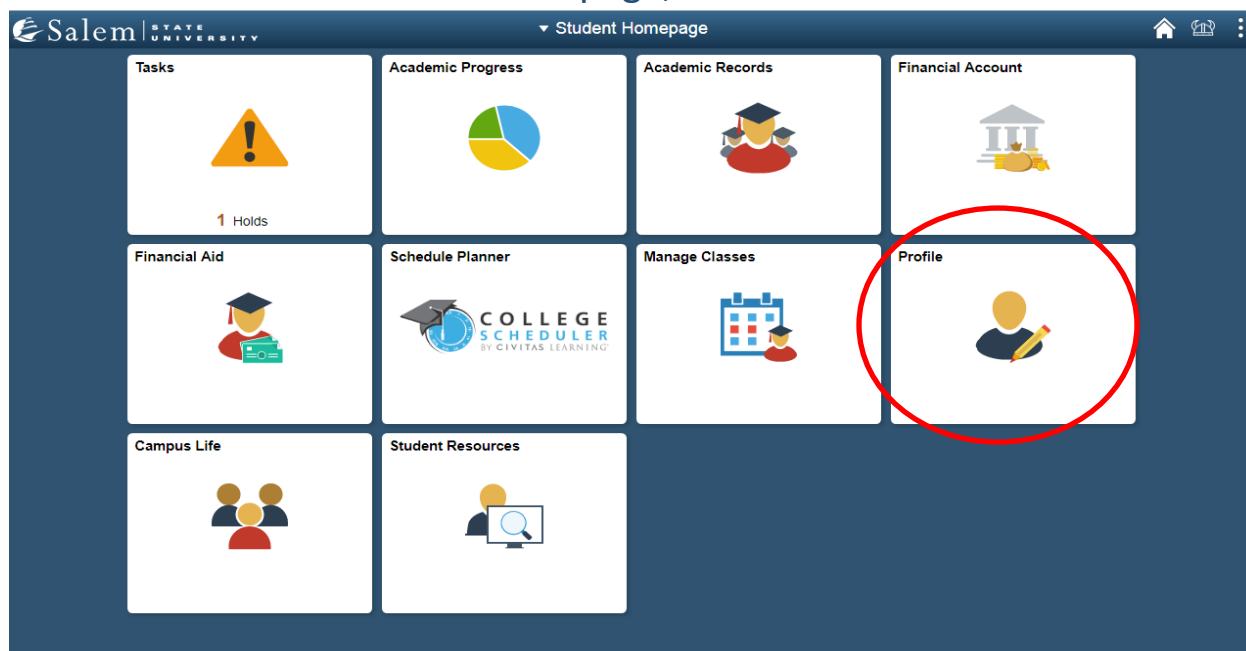 Salem STATE UNIVERSITY
Student Homepage
Tasks
1 Holds
Academic Progress
Academic Records
Financial Account
Financial Aid
Schedule Planner
COLLEGE
SCHEDULER
BY CIVITAS LEARNING
Manage Classes
Profile
Campus Life
Student Resources